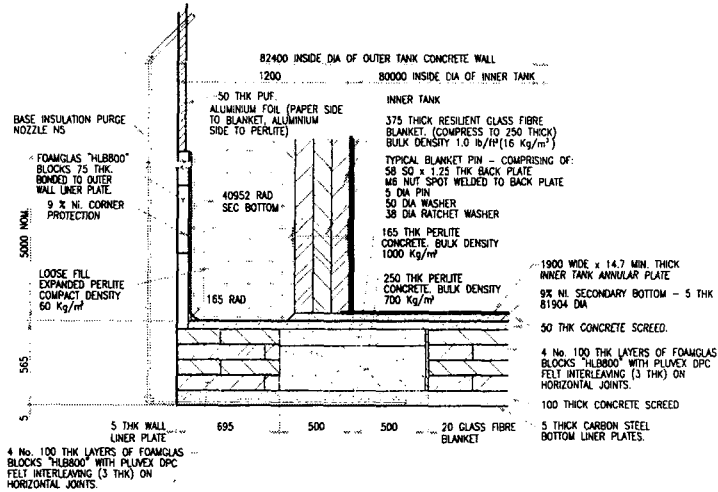 82400 INSIDE DIA OF OUTER TANK CONCRETE WALL
1200
80000 INSIDE DIA OF INNER TANK
50 THK PUF.
ALUMINIUM FOIL (PAPER SIDE
TO BLANKET, ALUMINIUM
SIDE TO PERLITE)
BASE INSULATION PURGE
NOZZLE N5
FOAMGLAS "HLB800"
BLOCKS 75 THK.
BONDED TO OUTER
WALL LINER PLATE.
9 % NI. CORNER
PROTECTION
5000 NOM.
40952 RAD
SEC BOTTOM
LOOSE FILL
EXPANDED PERLITE
COMPACT DENSITY
60 Kg/m³
165 RAD
INNER TANK
375 THICK RESILIENT GLASS FIBRE
BLANKET. (COMPRESS TO 250 THICK)
BULK DENSITY 1.0 lb/ft³(16 Kg/m³)
TYPICAL BLANKET PIN - COMPRISING OF:
58 SQ x 1.25 THK BACK PLATE
M6 NUT SPOT WELDED TO BACK PLATE
5 DIA PIN
50 DIA WASHER
38 DIA RATCHET WASHER
165 THK PERLITE
CONCRETE. BULK DENSITY
1000 Kg/m³
250 THK PERLITE
CONCRETE. BULK DENSITY
700 Kg/m³
1900 WIDE x 14.7 MIN. THICK
INNER TANK ANNULAR PLATE
9% NI. SECONDARY BOTTOM - 5 THK
81904 DIA
50 THK CONCRETE SCREED.
4 No. 100 THK LAYERS OF FOAMGLAS
BLOCKS "HLB800" WITH PLUVEX DPC
FELT INTERLEAVING (3 THK) ON
HORIZONTAL JOINTS.
100 THICK CONCRETE SCREED
5 THICK CARBON STEEL
BOTTOM LINER PLATES.
565
5
5 THK WALL
LINER PLATE
695
500
500
20 GLASS FIBRE
BLANKET
4 No. 100 THK LAYERS OF FOAMGLAS
BLOCKS "HLB800" WITH PLUVEX DPC
FELT INTERLEAVING (3 THK) ON
HORIZONTAL JOINTS.